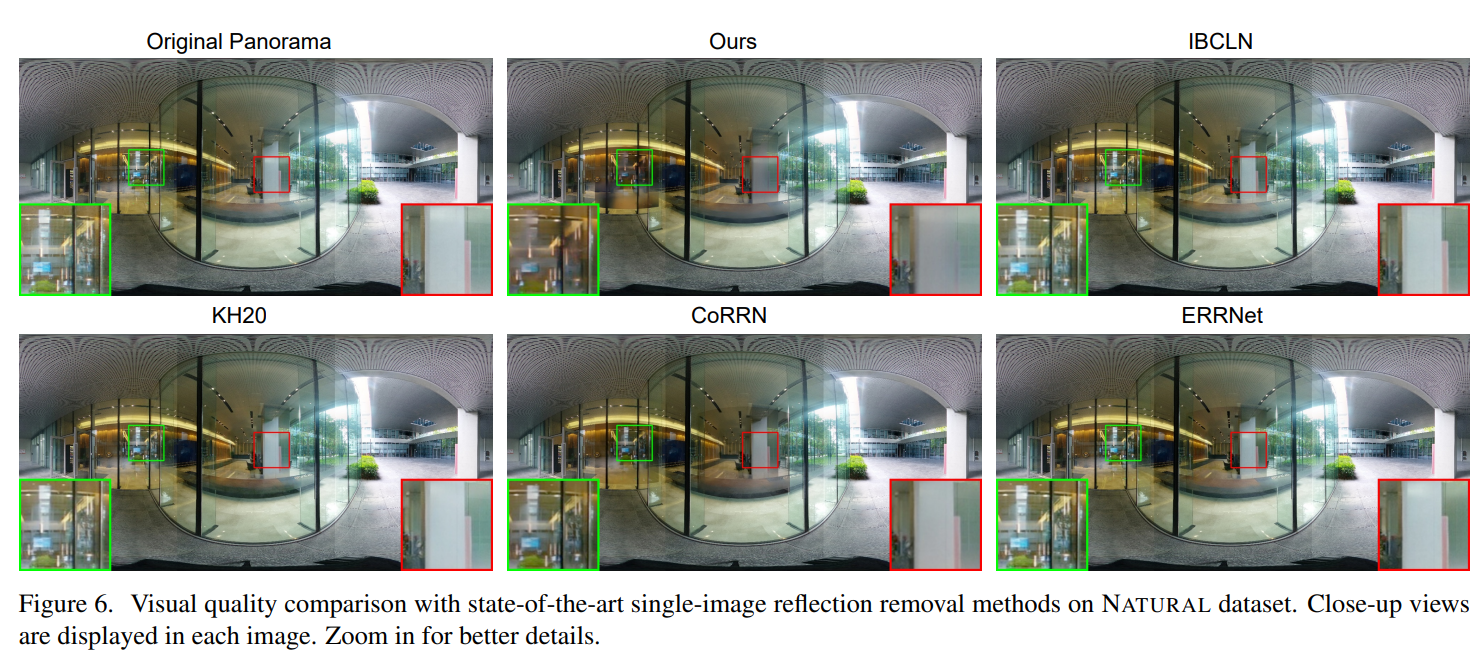 Original Panorama
Ours
IBCLN
KH20
CoRRN
ERRNet
Figure 6. Visual quality comparison with state-of-the-art single-image reflection removal methods on NATURAL dataset. Close-up views
are displayed in each image. Zoom in for better details.